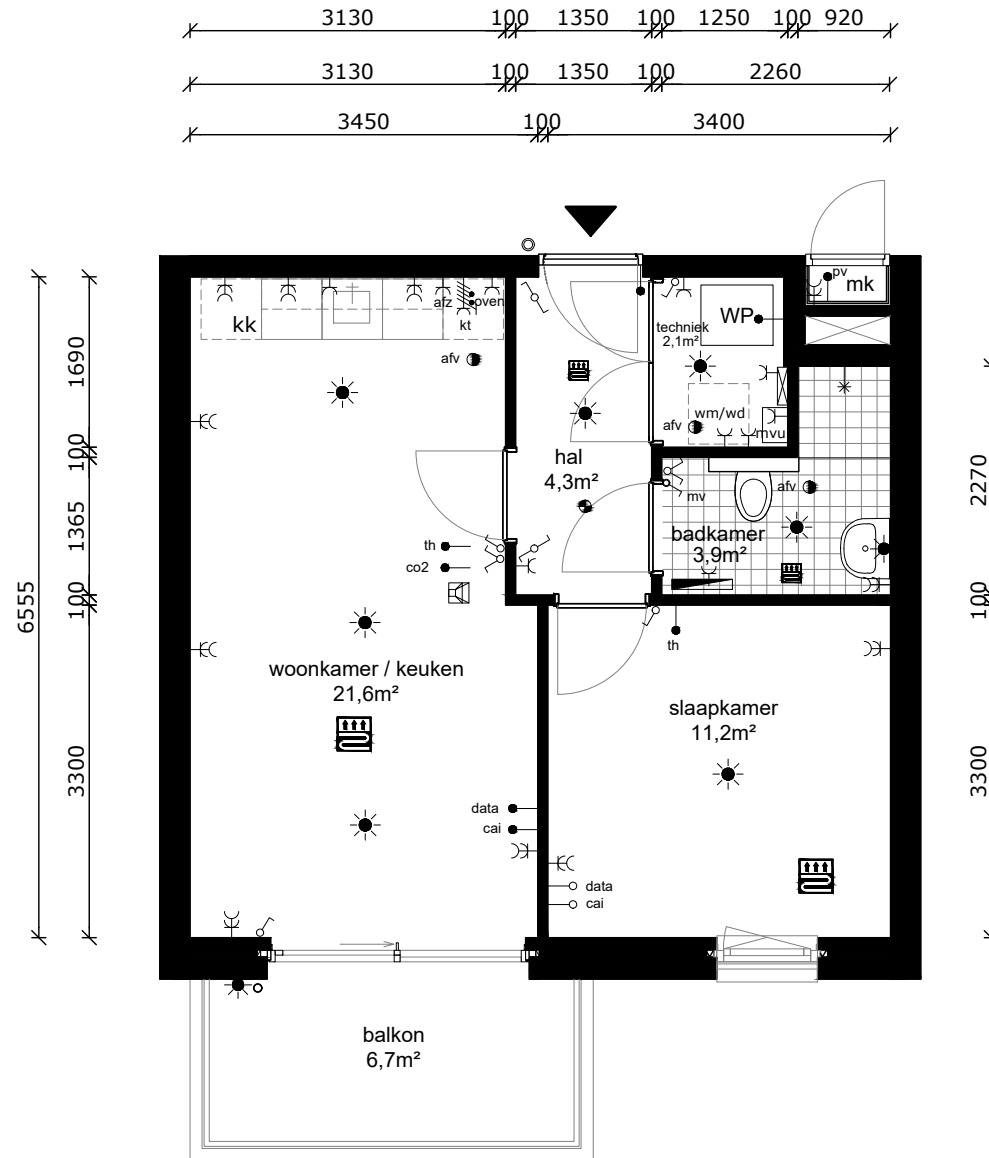 3130 100 1350 100 1250 100 920
3130 100 1350 100 2260
3450 100 3400
pv
mk
afz
oven
kk
kt
WP
techniek
2,1m²
afv
wm/wd
afv
mvu
1690
100
1365
100
3300
6555
hal
4,3m²
mv
afv
badkamer
3,9m²
2270
100
3300
th
co2
th
woonkamer / keuken
21,6m²
slaapkamer
11,2m²
data
cai
data
cai
balkon
6,7m²